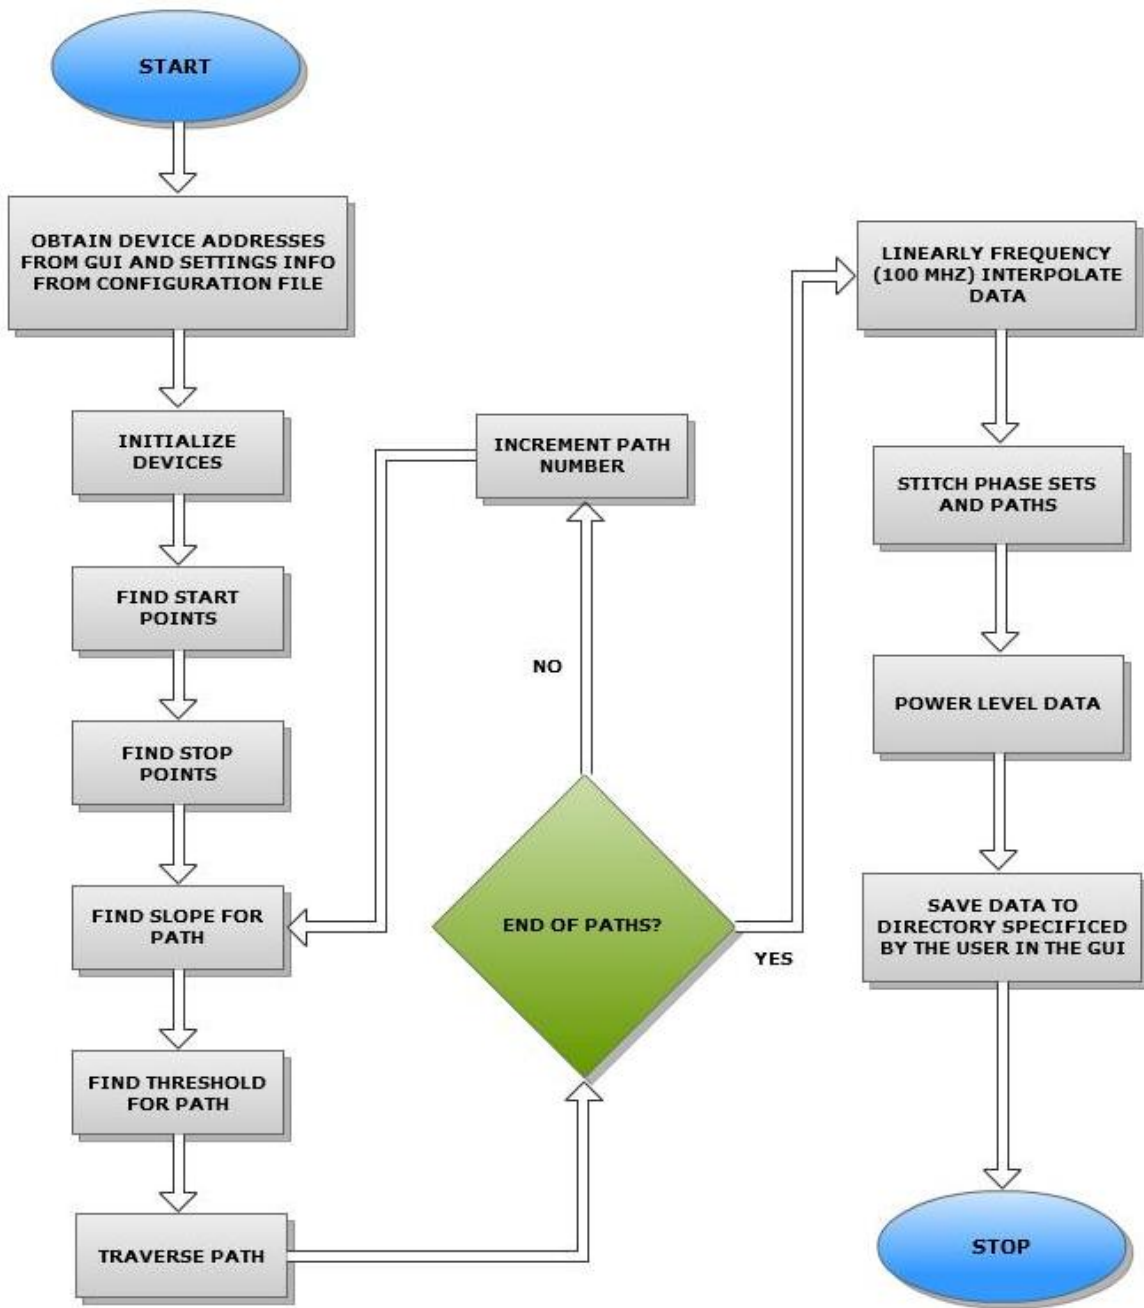 START
OBTAIN DEVICE ADDRESSES
FROM GUI AND SETTINGS INFO
FROM CONFIGURATION FILE
INITIALIZE
DEVICES
FIND START
POINTS
FIND STOP
POINTS
FIND SLOPE FOR
PATH
FIND THRESHOLD
FOR PATH
TRAVERSE PATH
END OF PATHS?
NO
INCREMENT PATH
NUMBER
YES
LINEARLY FREQUENCY
(100 MHZ) INTERPOLATE
DATA
STITCH PHASE SETS
AND PATHS
POWER LEVEL DATA
SAVE DATA TO
DIRECTORY SPECIFICED
BY THE USER IN THE GUI
STOP